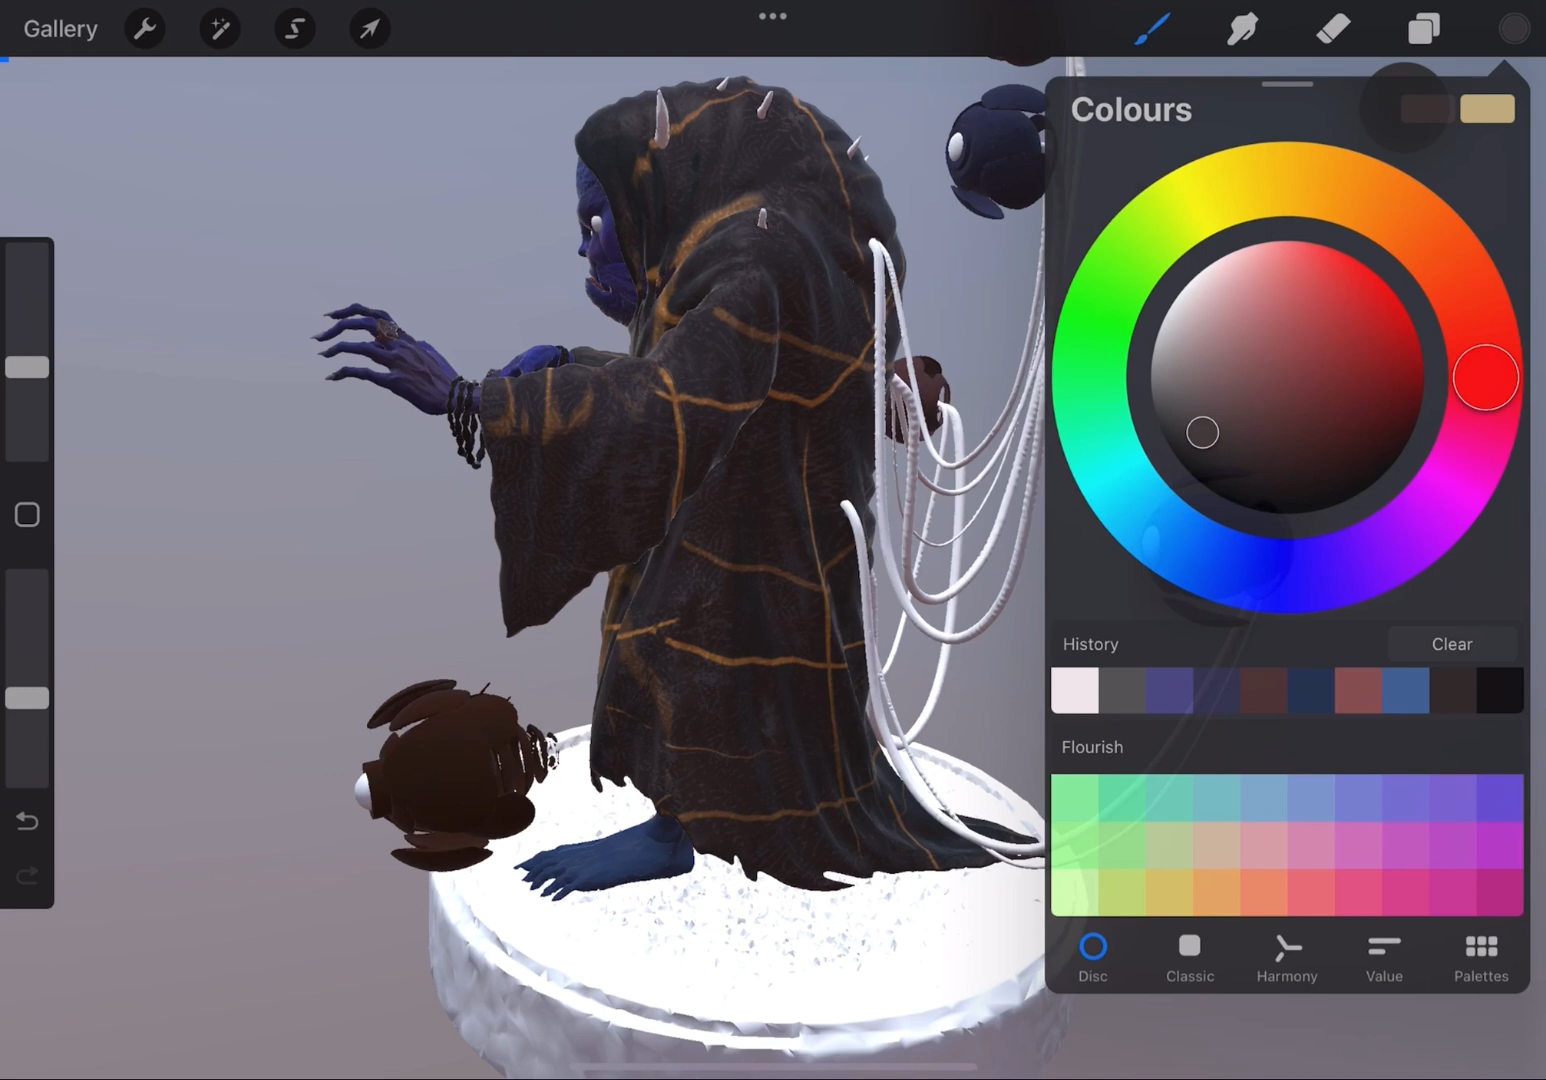 Gallery
Colours
History
Clear
Flourish
Disc
Classic
Harmony
Value
Palettes